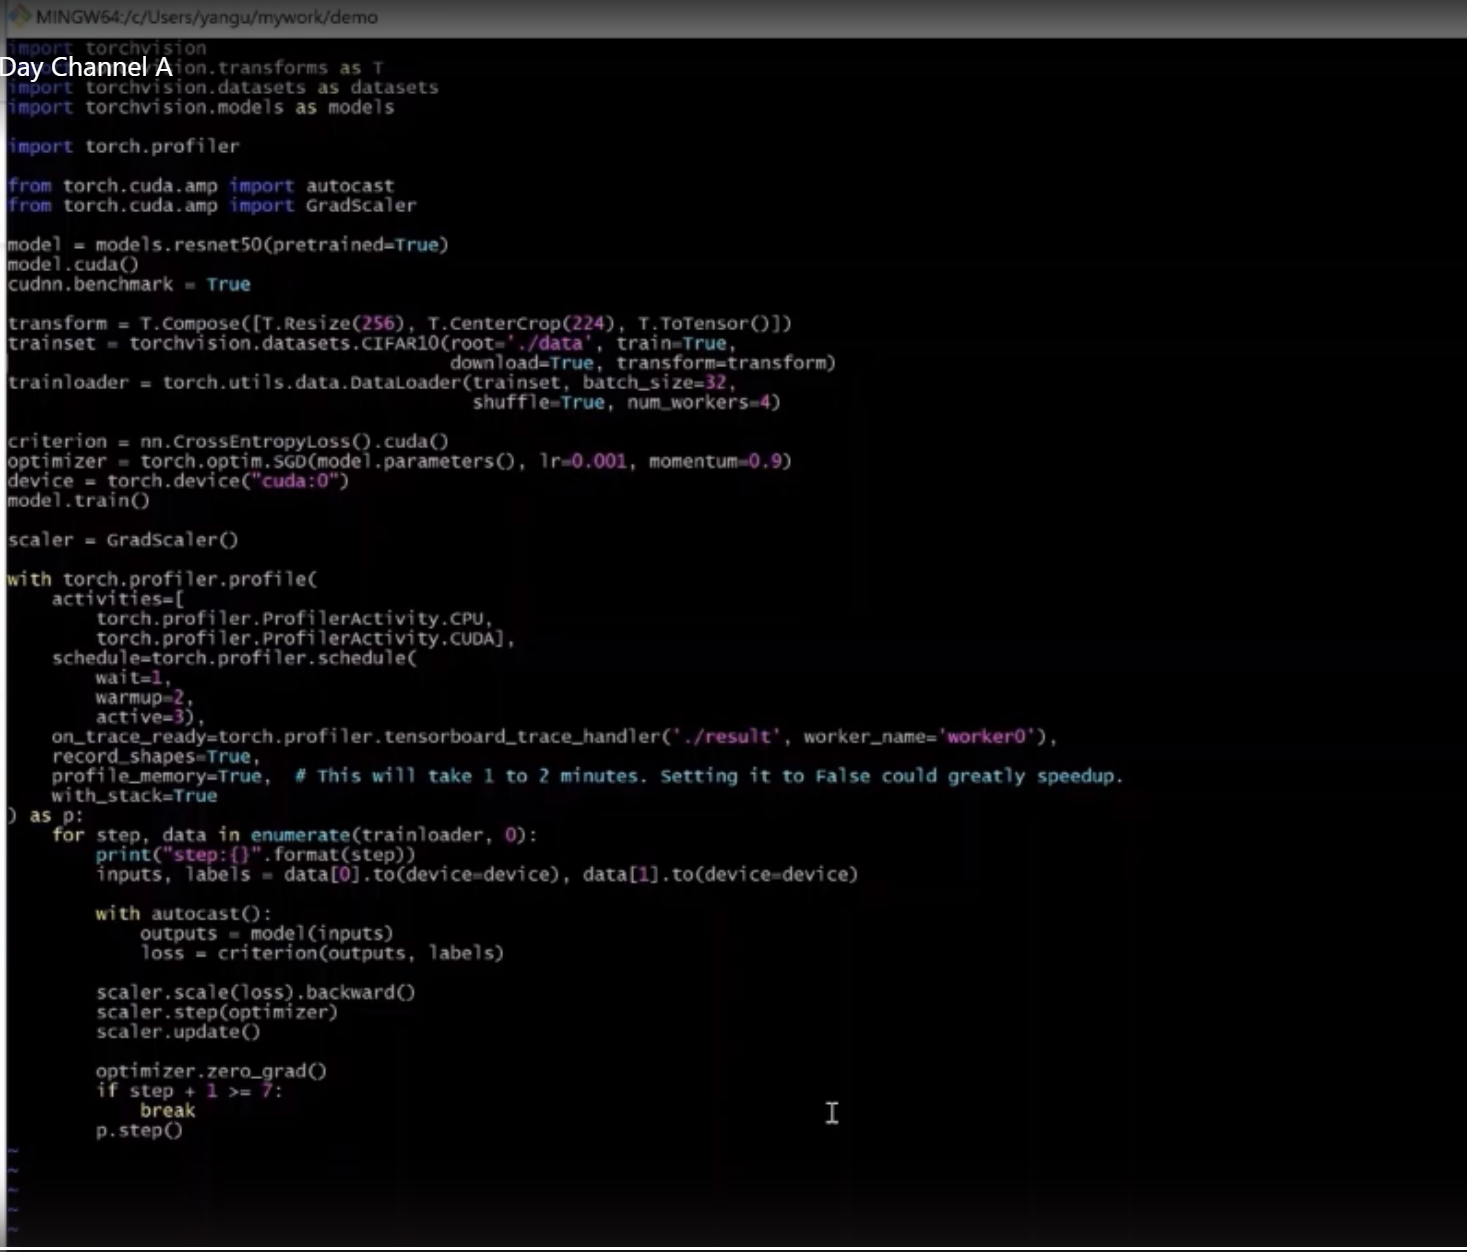 MINGW64:/c/Users/yangu/mywork/demo
import torchvision
Day Channel A
ion.transforms as T
import torchvision.datasets as datasets
import torchvision.models as models
import torch.profiler
from torch.cuda.amp import autocast
from torch.cuda.amp import GradScaler
model = models.resnet50(pretrained=True)
model.cuda()
cudnn.benchmark = True
transform = T.Compose([T.Resize(256), T.CenterCrop(224), T.ToTensor()])
trainset = torchvision.datasets.CIFAR10(root='./data', train=True,
download=True, transform=transform)
trainloader = torch.utils.data.DataLoader(trainset, batch_size=32,
shuffle=True, num_workers=4)
criterion = nn.CrossEntropyLoss().cuda()
optimizer = torch.optim.SGD(model.parameters(), lr=0.001, momentum=0.9)
device = torch.device("cuda:0")
model.train()
scaler = GradScaler()
with torch.profiler.profile(
activities=[
torch.profiler.ProfilerActivity.CPU,
torch.profiler.ProfilerActivity.CUDA],
schedule=torch.profiler.schedule(
wait=1,
warmup=2,
active=3),
on_trace_ready=torch.profiler.tensorboard_trace_handler('./result', worker_name='worker0'),
record_shapes=True,
profile_memory=True,  # This will take 1 to 2 minutes. Setting it to False could greatly speedup.
with_stack=True
) as p:
for step, data in enumerate(trainloader, 0):
print("step:{}".format(step))
inputs, labels = data[0].to(device=device), data[1].to(device=device)
with autocast():
outputs = model(inputs)
loss = criterion(outputs, labels)
scaler.scale(loss).backward()
scaler.step(optimizer)
scaler.update()
optimizer.zero_grad()
if step + 1 >= 7:
break
p.step()
~
~
~
~
~